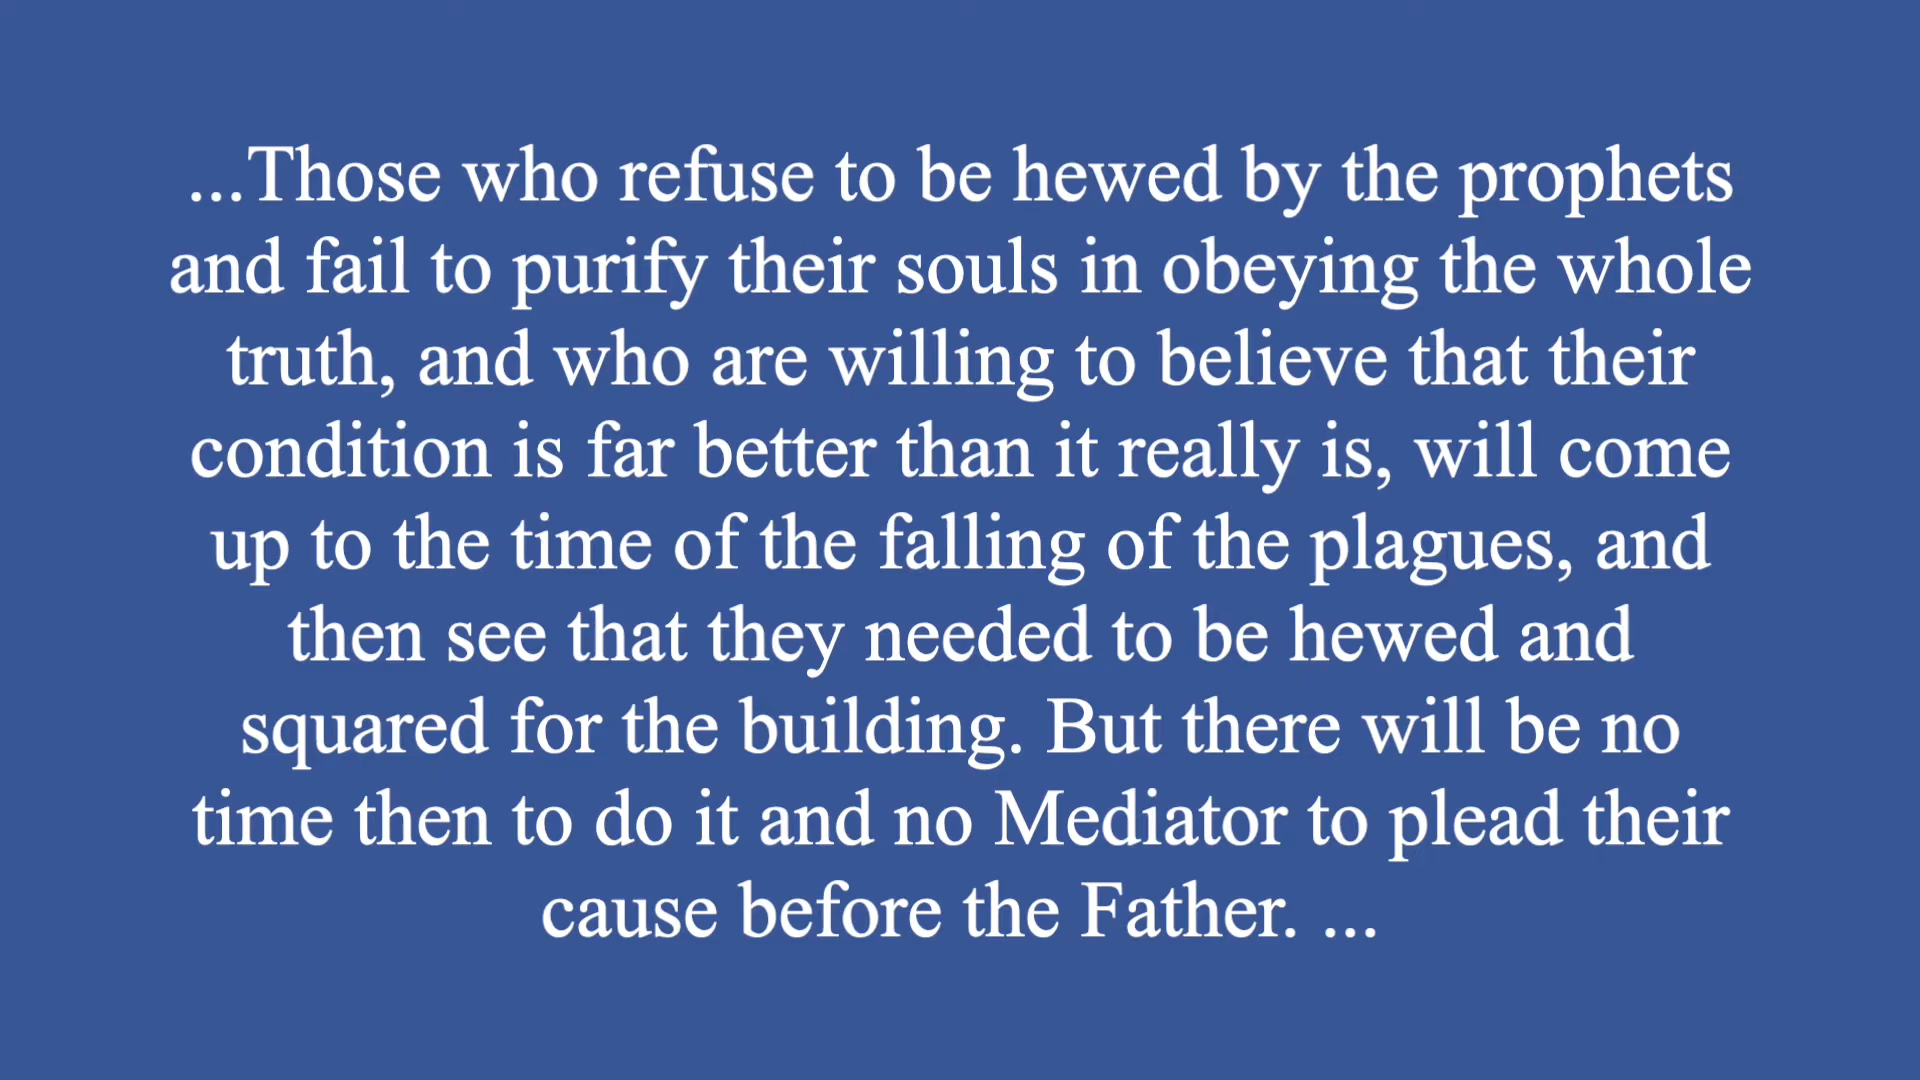 ...Those who refuse to be hewed by the prophets
and fail to purify their souls in obeying the whole
truth, and who are willing to believe that their
condition is far better than it really is, will come
up to the time of the falling of the plagues, and
then see that they needed to be hewed and
squared for the building. But there will be no
time then to do it and no Mediator to plead their
cause before the Father. ...